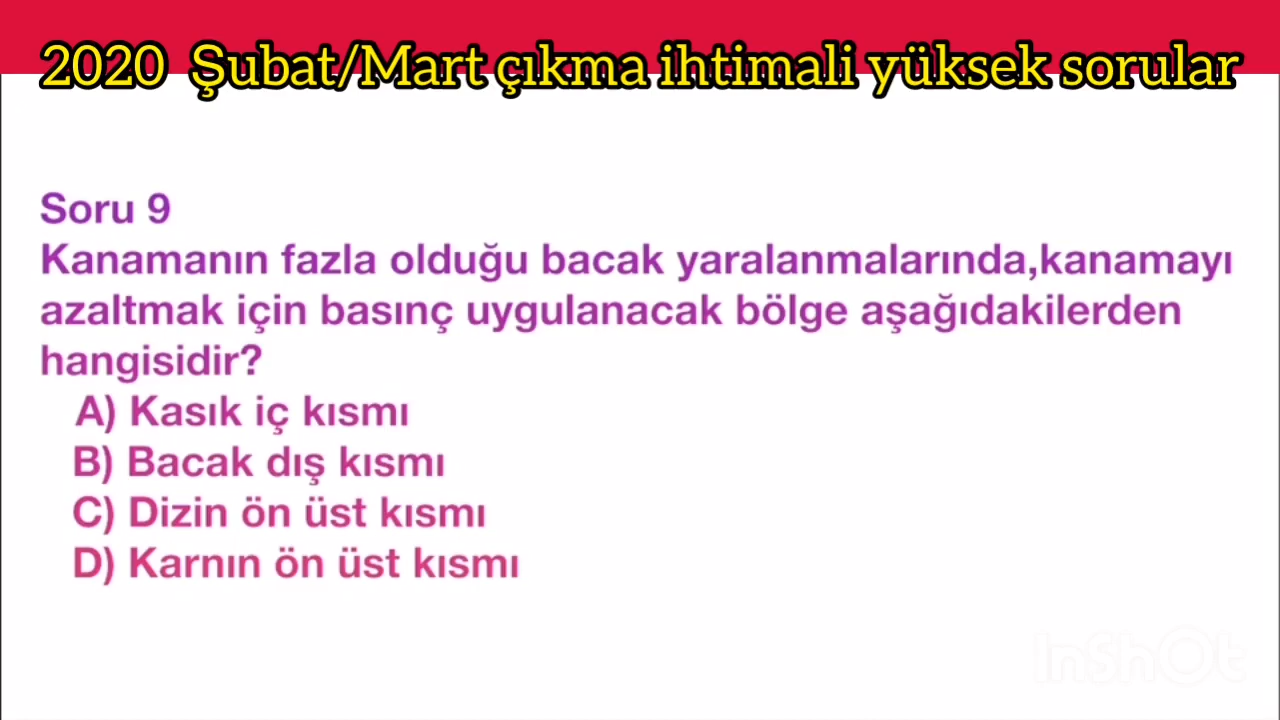 2020 Şubat/Mart çıkma ihtimali yüksek sorular
Soru 9
Kanamanın fazla olduğu bacak yaralanmalarında,kanamayı
azaltmak için basınç uygulanacak bölge aşağıdakilerden
hangisidir?
A) Kasık iç kısmı
B) Bacak dış kısmı
C) Dizin ön üst kısmı
D) Karnın ön üst kısmı
InShOt